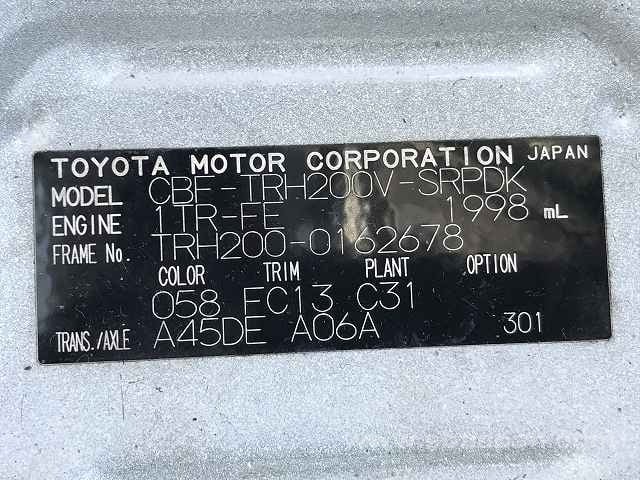 TOYOTA MOTOR CORPORATION JAPAN
MODEL CBF-TRH200V-SRPDK
ENGINE 1TR-FE 1998 mL
FRAME No. TRH200-0162678
COLOR TRIM PLANT OPTION
058 FC13 C31
TRANS./AXLE A45DE A06A 301